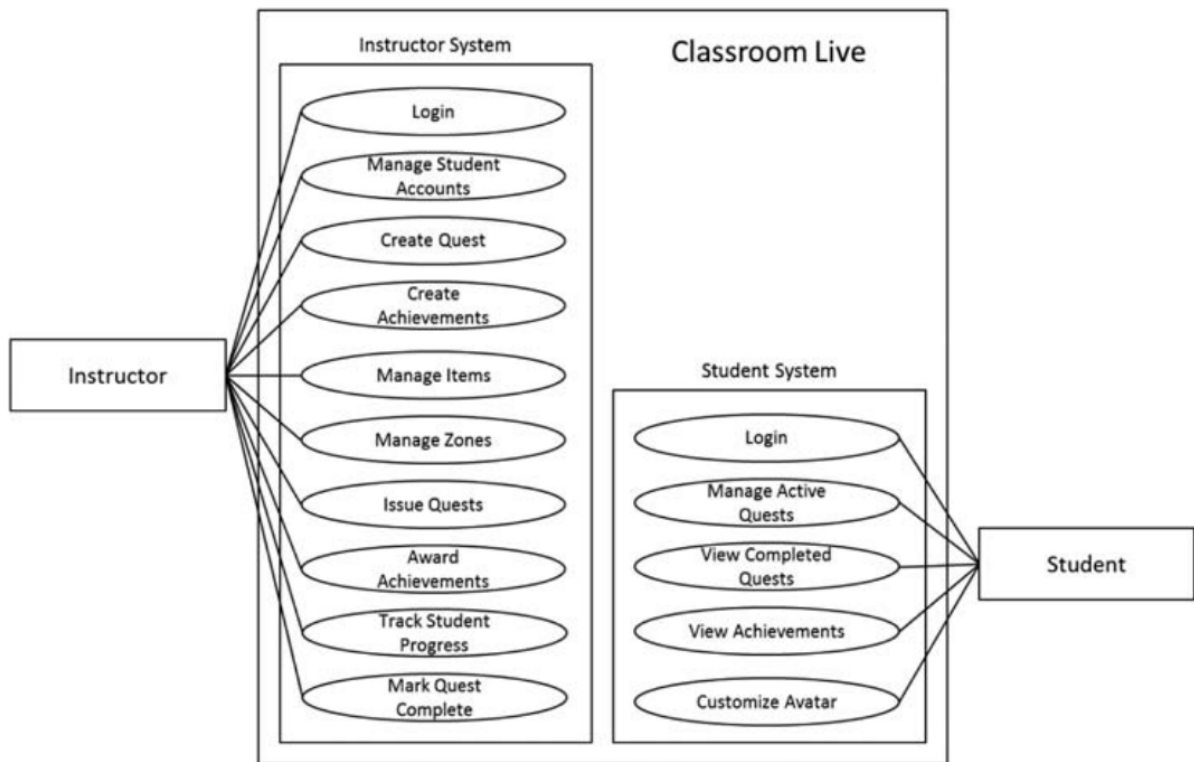 Instructor System
Classroom Live
Login
Manage Student
Accounts
Create Quest
Create
Achievements
Instructor
Manage Items
Manage Zones
Issue Quests
Award
Achievements
Track Student
Progress
Mark Quest
Complete
Student System
Login
Manage Active
Quests
View Completed
Quests
View Achievements
Customize Avatar
Student